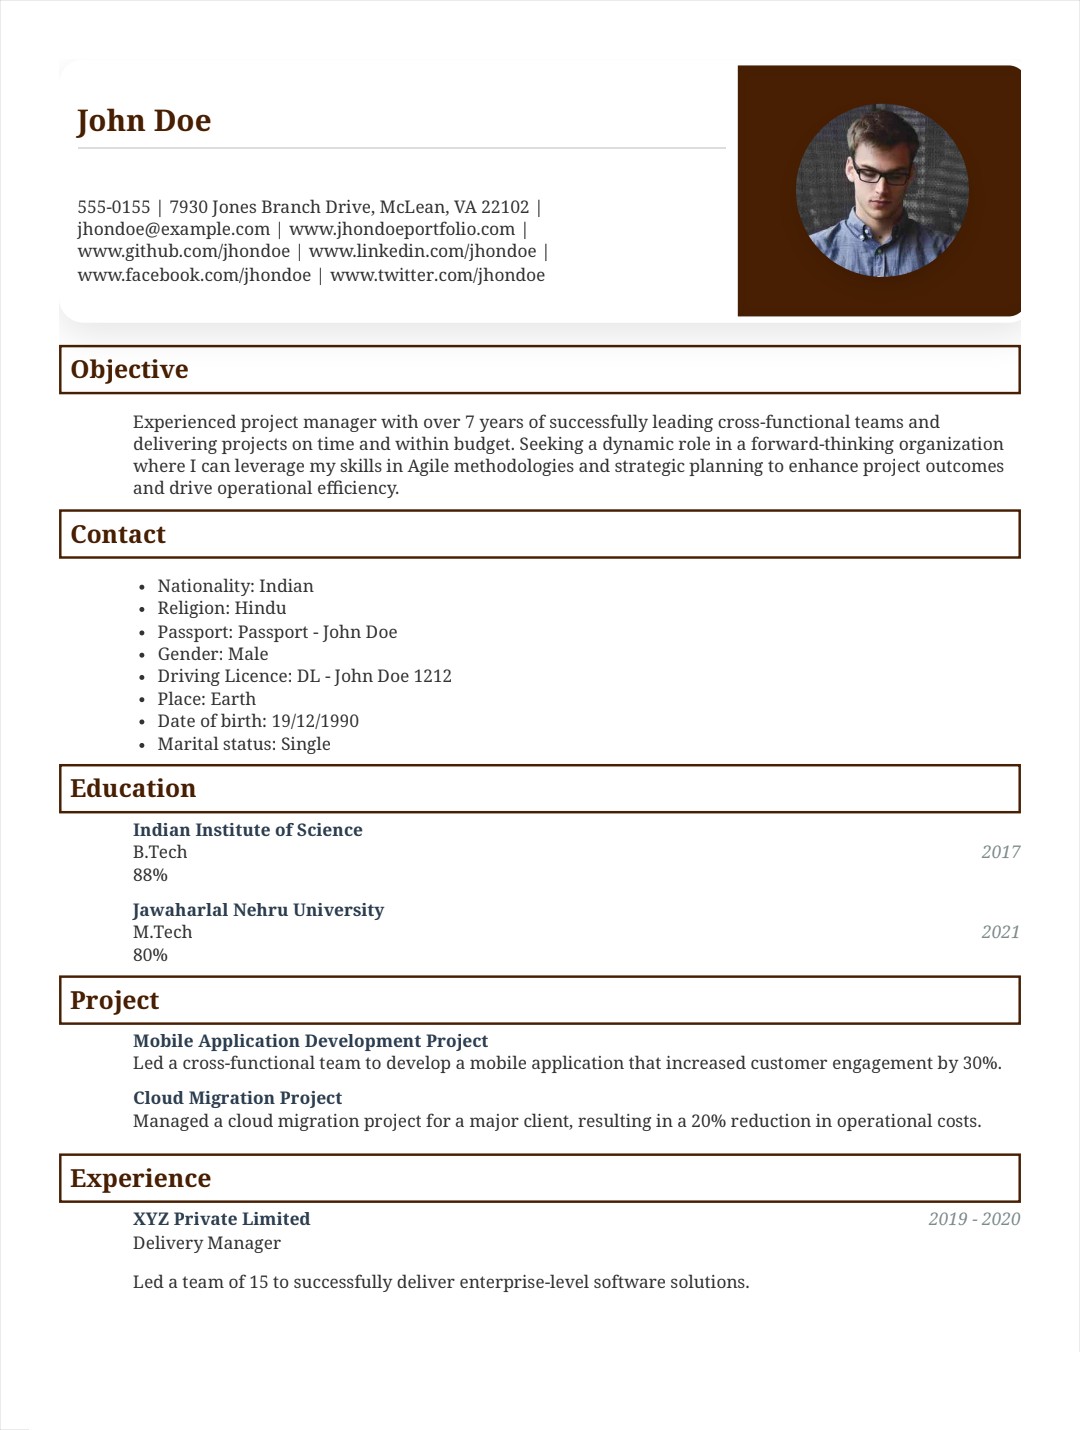 John Doe
555-0155 | 7930 Jones Branch Drive, McLean, VA 22102 |
jhondoe@example.com | www.jhondoeportfolio.com |
www.github.com/jhondoe | www.linkedin.com/jhondoe |
www.facebook.com/jhondoe | www.twitter.com/jhondoe
Objective
Experienced project manager with over 7 years of successfully leading cross-functional teams and
delivering projects on time and within budget. Seeking a dynamic role in a forward-thinking organization
where I can leverage my skills in Agile methodologies and strategic planning to enhance project outcomes
and drive operational efficiency.
Contact
• Nationality: Indian
• Religion: Hindu
• Passport: Passport - John Doe
• Gender: Male
• Driving Licence: DL - John Doe 1212
• Place: Earth
• Date of birth: 19/12/1990
• Marital status: Single
Education
Indian Institute of Science
B.Tech 2017
88%
Jawaharlal Nehru University
M.Tech 2021
80%
Project
Mobile Application Development Project
Led a cross-functional team to develop a mobile application that increased customer engagement by 30%.
Cloud Migration Project
Managed a cloud migration project for a major client, resulting in a 20% reduction in operational costs.
Experience
XYZ Private Limited 2019 - 2020
Delivery Manager
Led a team of 15 to successfully deliver enterprise-level software solutions.